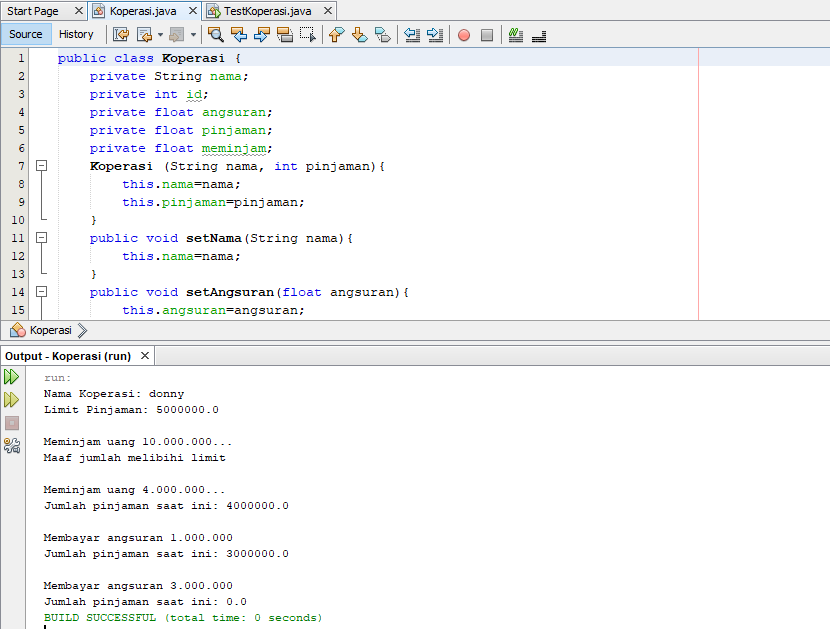 Start Page Koperasi.java TestKoperasi.java
Source History
1 public class Koperasi {
2 private String nama;
3 private int id;
4 private float angsuran;
5 private float pinjaman;
6 private float meminjam;
7 Koperasi (String nama, int pinjaman){
8 this.nama=nama;
9 this.pinjaman=pinjaman;
10 }
11 public void setNama(String nama){
12 this.nama=nama;
13 }
14 public void setAngsuran(float angsuran){
15 this.angsuran=angsuran;
Koperasi
Output - Koperasi (run)
run:
Nama Koperasi: donny
Limit Pinjaman: 5000000.0
Meminjam uang 10.000.000...
Maaf jumlah melibihi limit
Meminjam uang 4.000.000...
Jumlah pinjaman saat ini: 4000000.0
Membayar angsuran 1.000.000
Jumlah pinjaman saat ini: 3000000.0
Membayar angsuran 3.000.000
Jumlah pinjaman saat ini: 0.0
BUILD SUCCESSFUL (total time: 0 seconds)